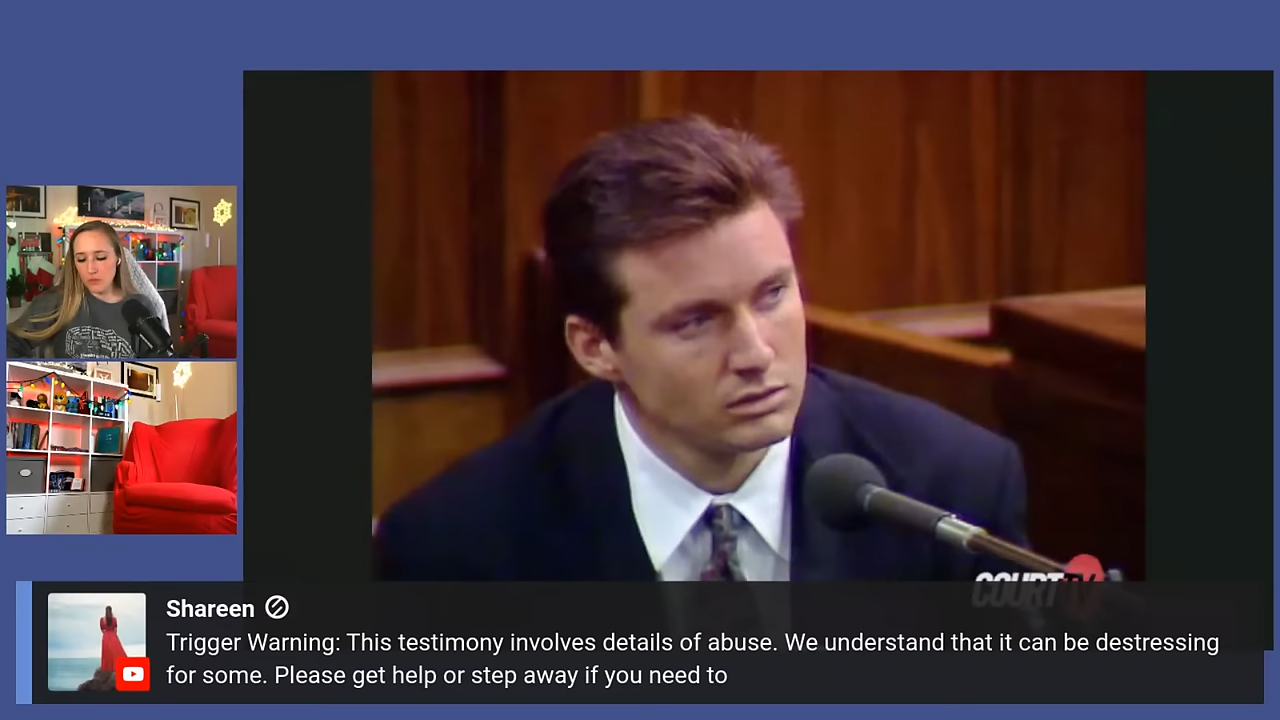 COURT TV
Shareen
Trigger Warning: This testimony involves details of abuse. We understand that it can be destressing
for some. Please get help or step away if you need to